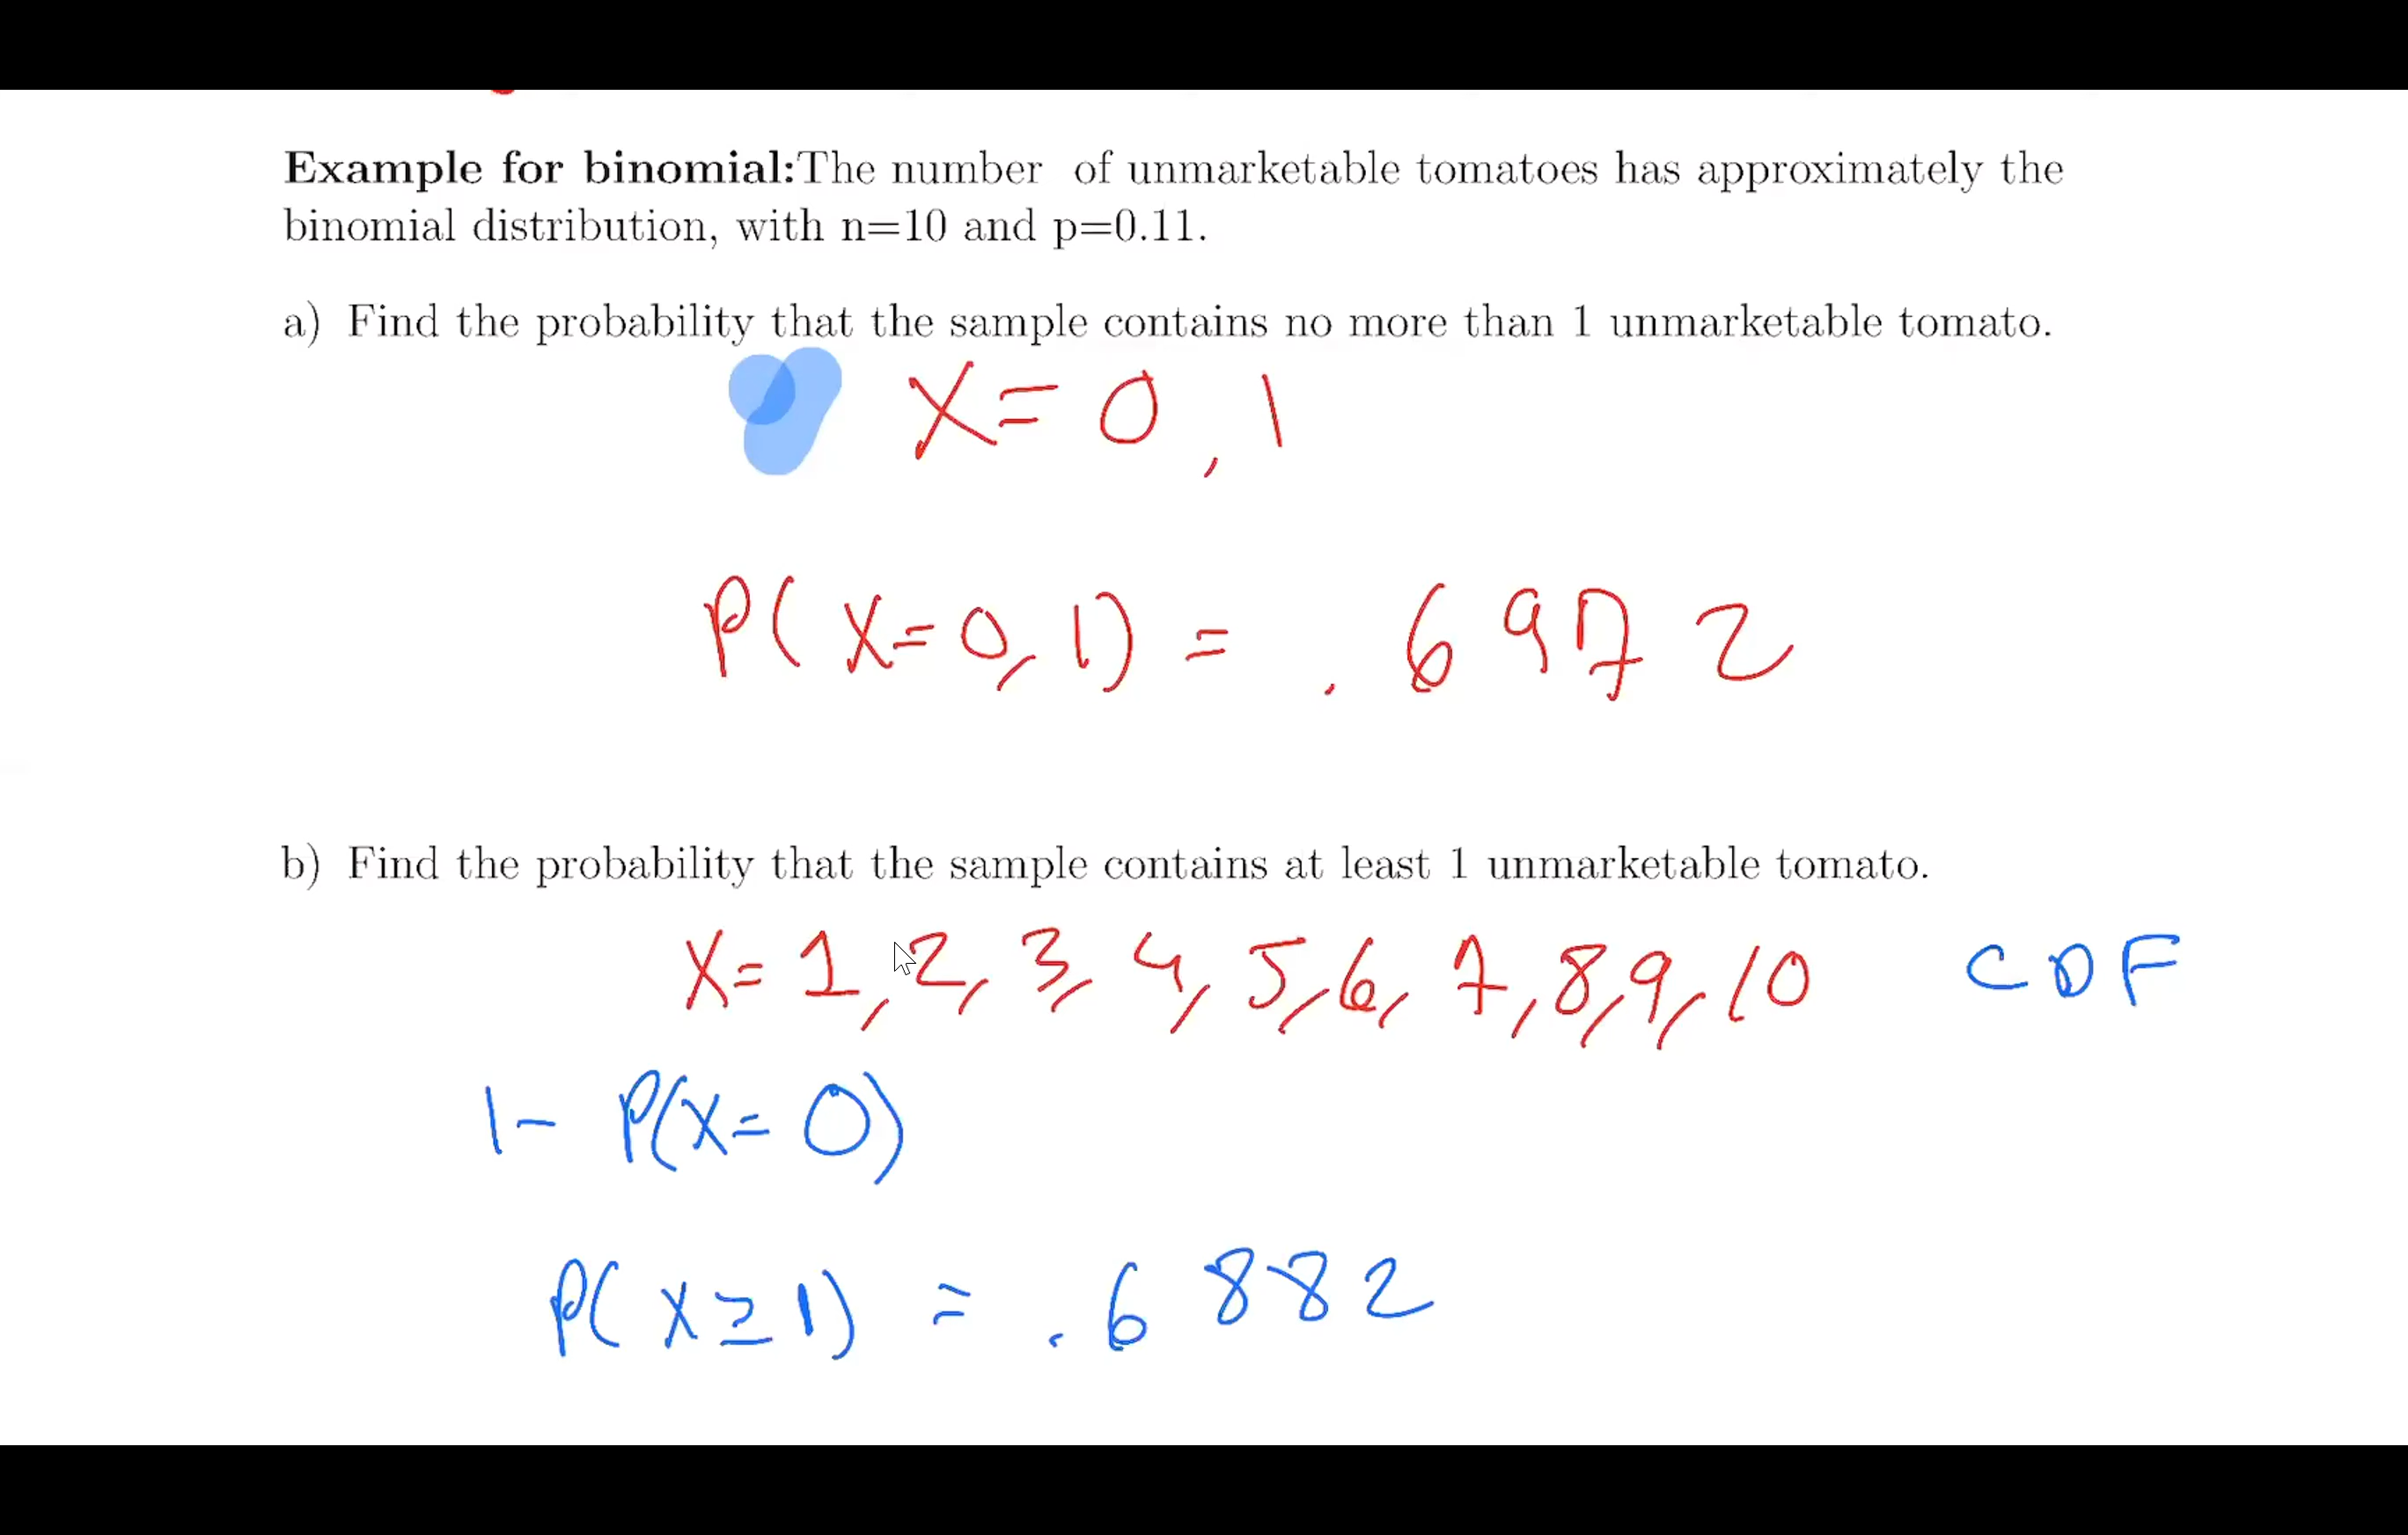 Example for binomial:The number of unmarketable tomatoes has approximately the
binomial distribution, with n=10 and p=0.11.
a) Find the probability that the sample contains no more than 1 unmarketable tomato.
X= 0, 1
P( X= 0, 1) = .6972
b) Find the probability that the sample contains at least 1 unmarketable tomato.
X= 1, 2, 3, 4, 5, 6, 7, 8, 9, 10 CDF
1- P(X= 0)
P( X ≥ 1) = .6882